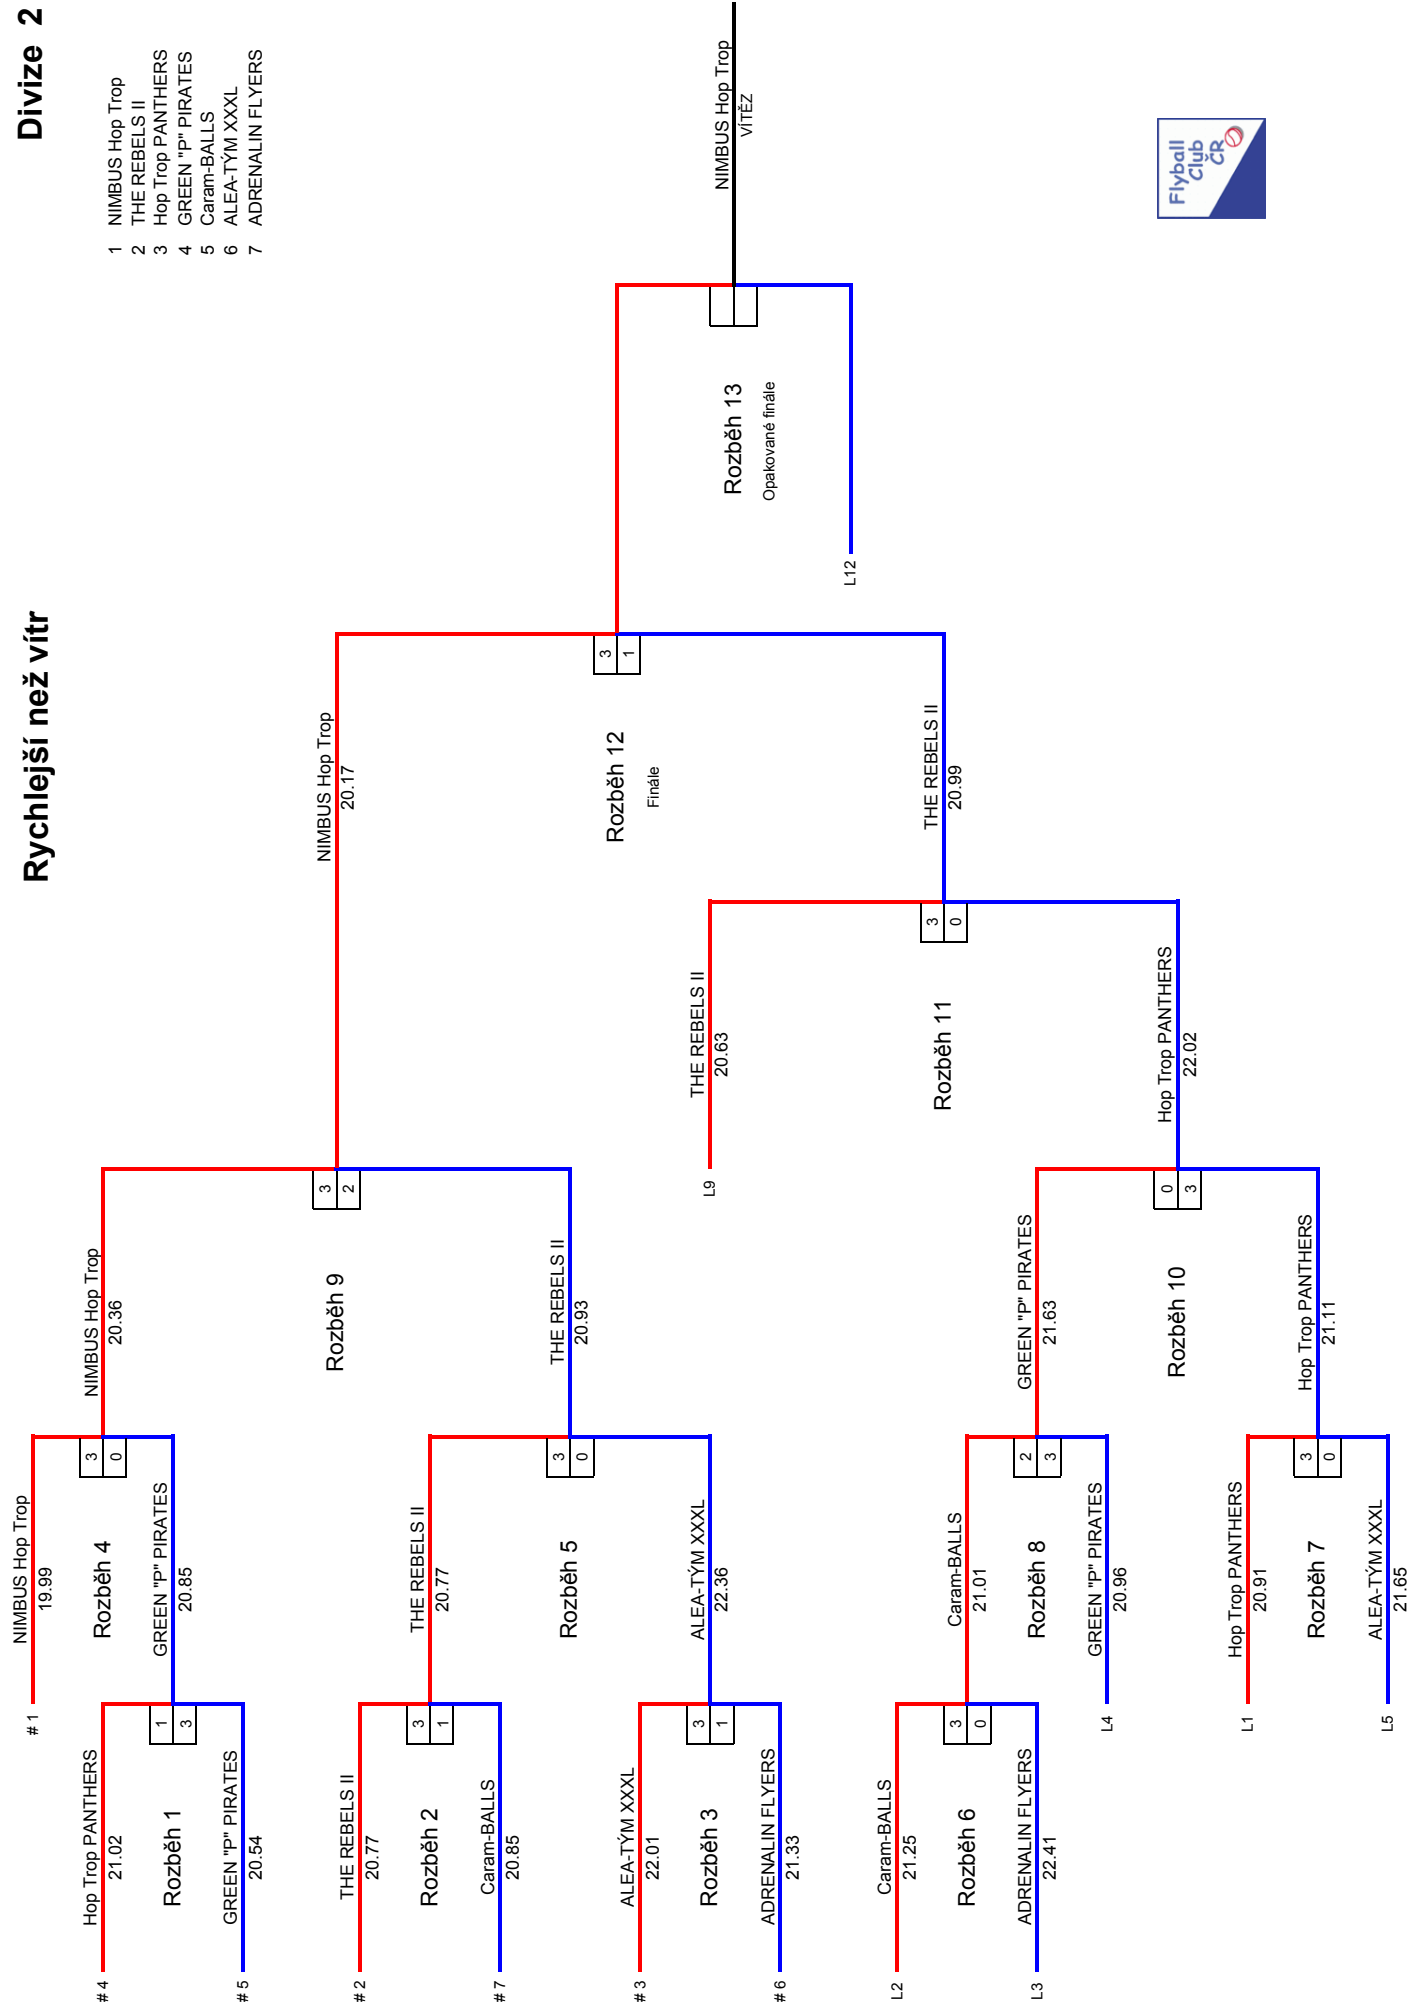 Rychlejší než vítr
Divize 2
1 NIMBUS Hop Trop
2 THE REBELS II
3 Hop Trop PANTHERS
4 GREEN "P" PIRATES
5 Caram-BALLS
6 ALEA-TÝM XXXL
7 ADRENALIN FLYERS
# 4
Hop Trop PANTHERS
21.02
Rozběh 1
1
3
GREEN "P" PIRATES
20.54
# 5
# 2
THE REBELS II
20.77
Rozběh 2
3
1
Caram-BALLS
20.85
# 7
# 3
ALEA-TÝM XXXL
22.01
Rozběh 3
3
1
ADRENALIN FLYERS
21.33
# 6
L2
Caram-BALLS
21.25
Rozběh 6
3
0
ADRENALIN FLYERS
22.41
L3
# 1
NIMBUS Hop Trop
19.99
Rozběh 4
3
0
GREEN "P" PIRATES
20.85
THE REBELS II
20.77
Rozběh 5
3
0
ALEA-TÝM XXXL
22.36
Caram-BALLS
21.01
Rozběh 8
2
3
GREEN "P" PIRATES
20.96
L4
L1
Hop Trop PANTHERS
20.91
Rozběh 7
3
0
ALEA-TÝM XXXL
21.65
L5
NIMBUS Hop Trop
20.36
Rozběh 9
3
2
THE REBELS II
20.93
GREEN "P" PIRATES
21.63
Rozběh 10
0
3
Hop Trop PANTHERS
21.11
L9
THE REBELS II
20.63
Rozběh 11
3
0
Hop Trop PANTHERS
22.02
NIMBUS Hop Trop
20.17
Rozběh 12
Finále
3
1
THE REBELS II
20.99
Rozběh 13
Opakované finále
L12
NIMBUS Hop Trop
VÍTĚZ
Flyball
Club
ČR